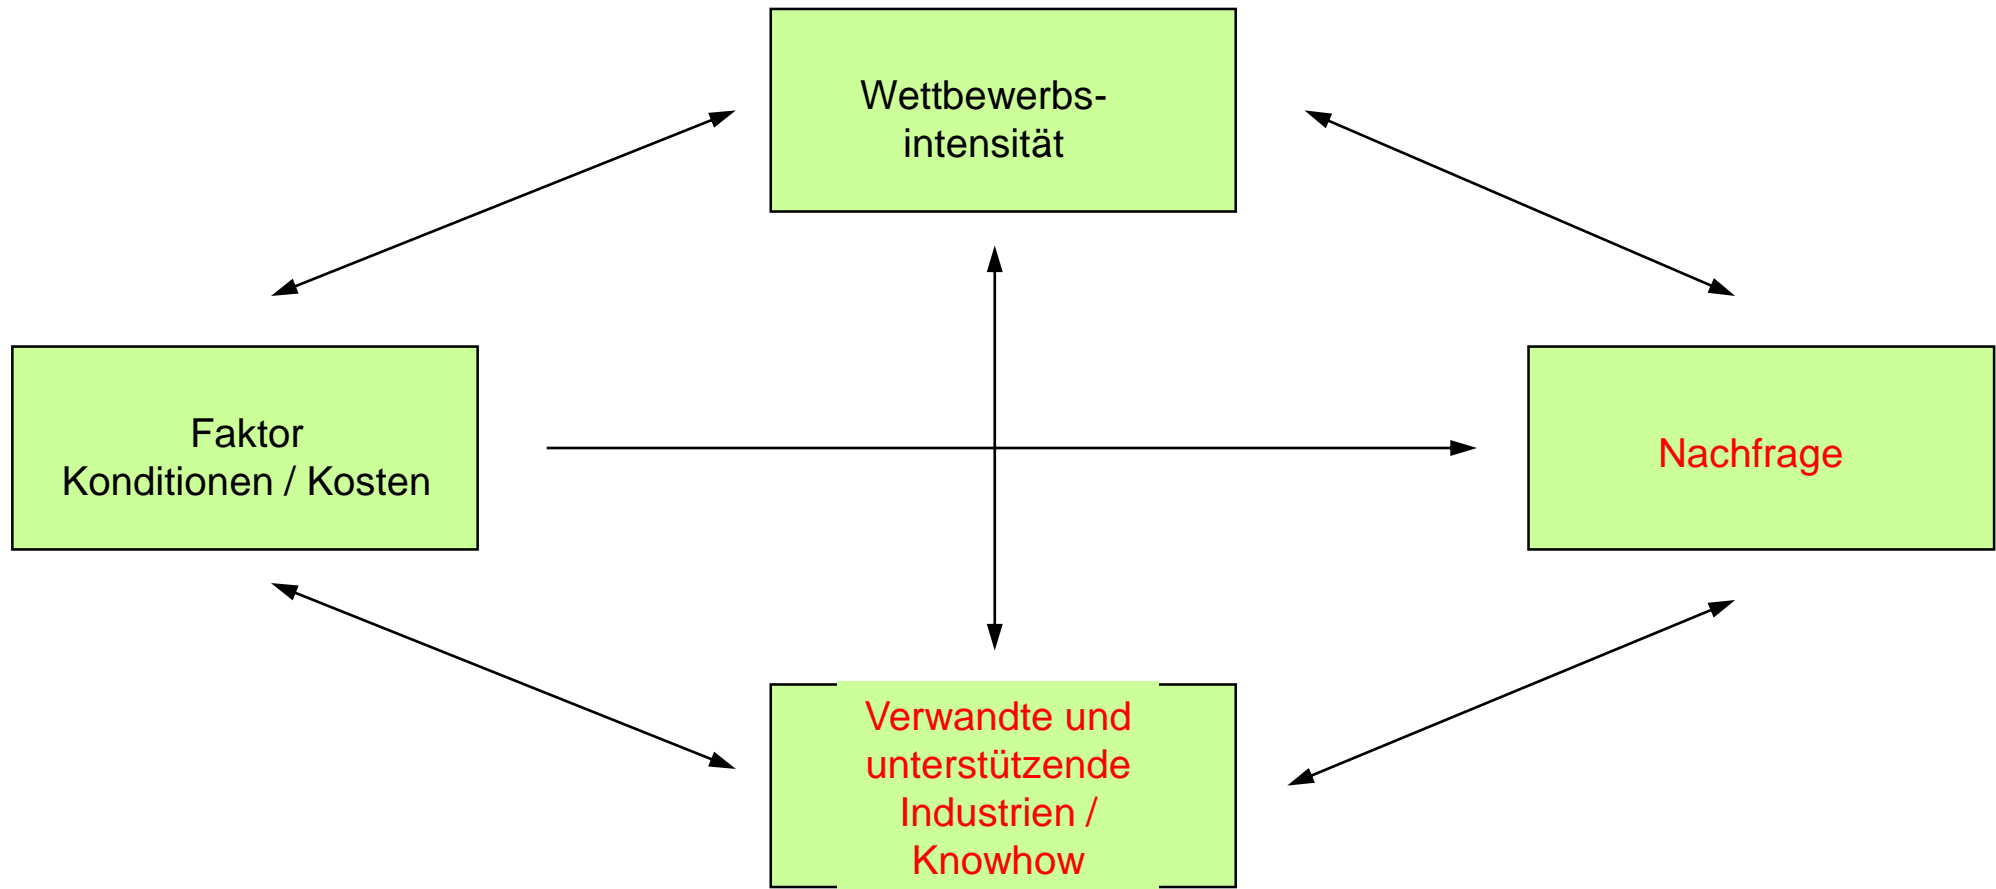 Wettbewerbs-
intensität
Faktor
Konditionen / Kosten
Nachfrage
Verwandte und
unterstützende
Industrien /
Knowhow